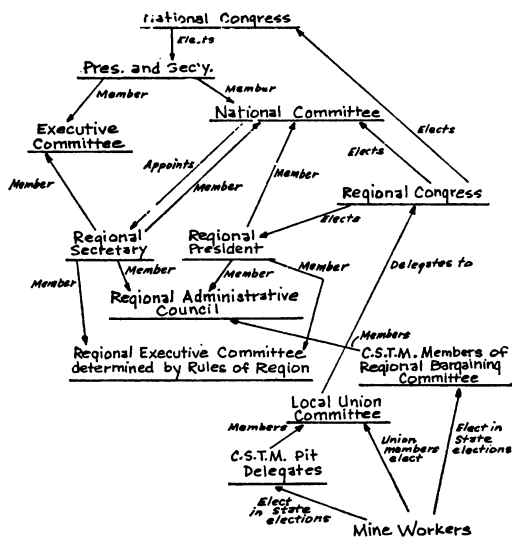 National Congress
Elects
Pres. and Secy.
Member
Member
National Committee
Executive
Committee
Elects
Appoints
Elects
Member
Member
Member
Regional Congress
Regional
Secretary
Regional
President
Elects
Member
Member
Member
Member
Delegates to
Regional Administrative
Council
Members
Regional Executive Committee
determined by Rules of Region
C.S.T.M. Members of
Regional Bargaining
Committee
Local Union
Committee
Members
Union
members
elect
Elect in
State
elections
C.S.T.M. Pit
Delegates
Elect
in State
elections
Mine Workers